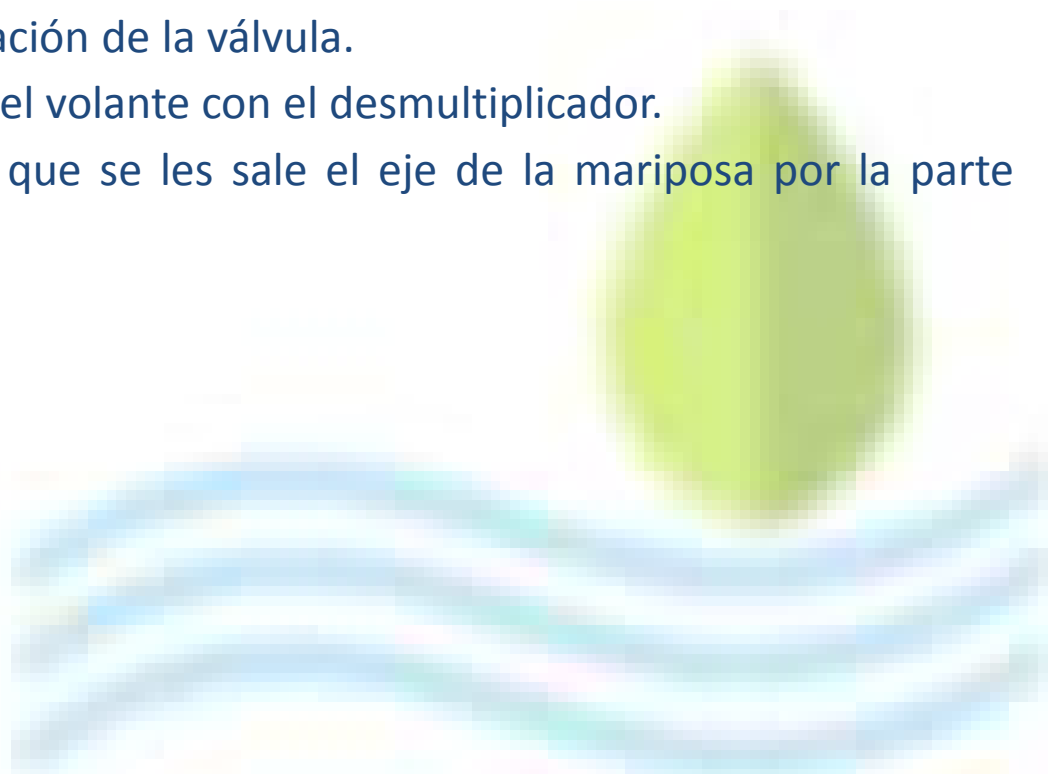 ación de la válvula.
el volante con el desmultiplicador.
que se les sale el eje de la mariposa por la parte